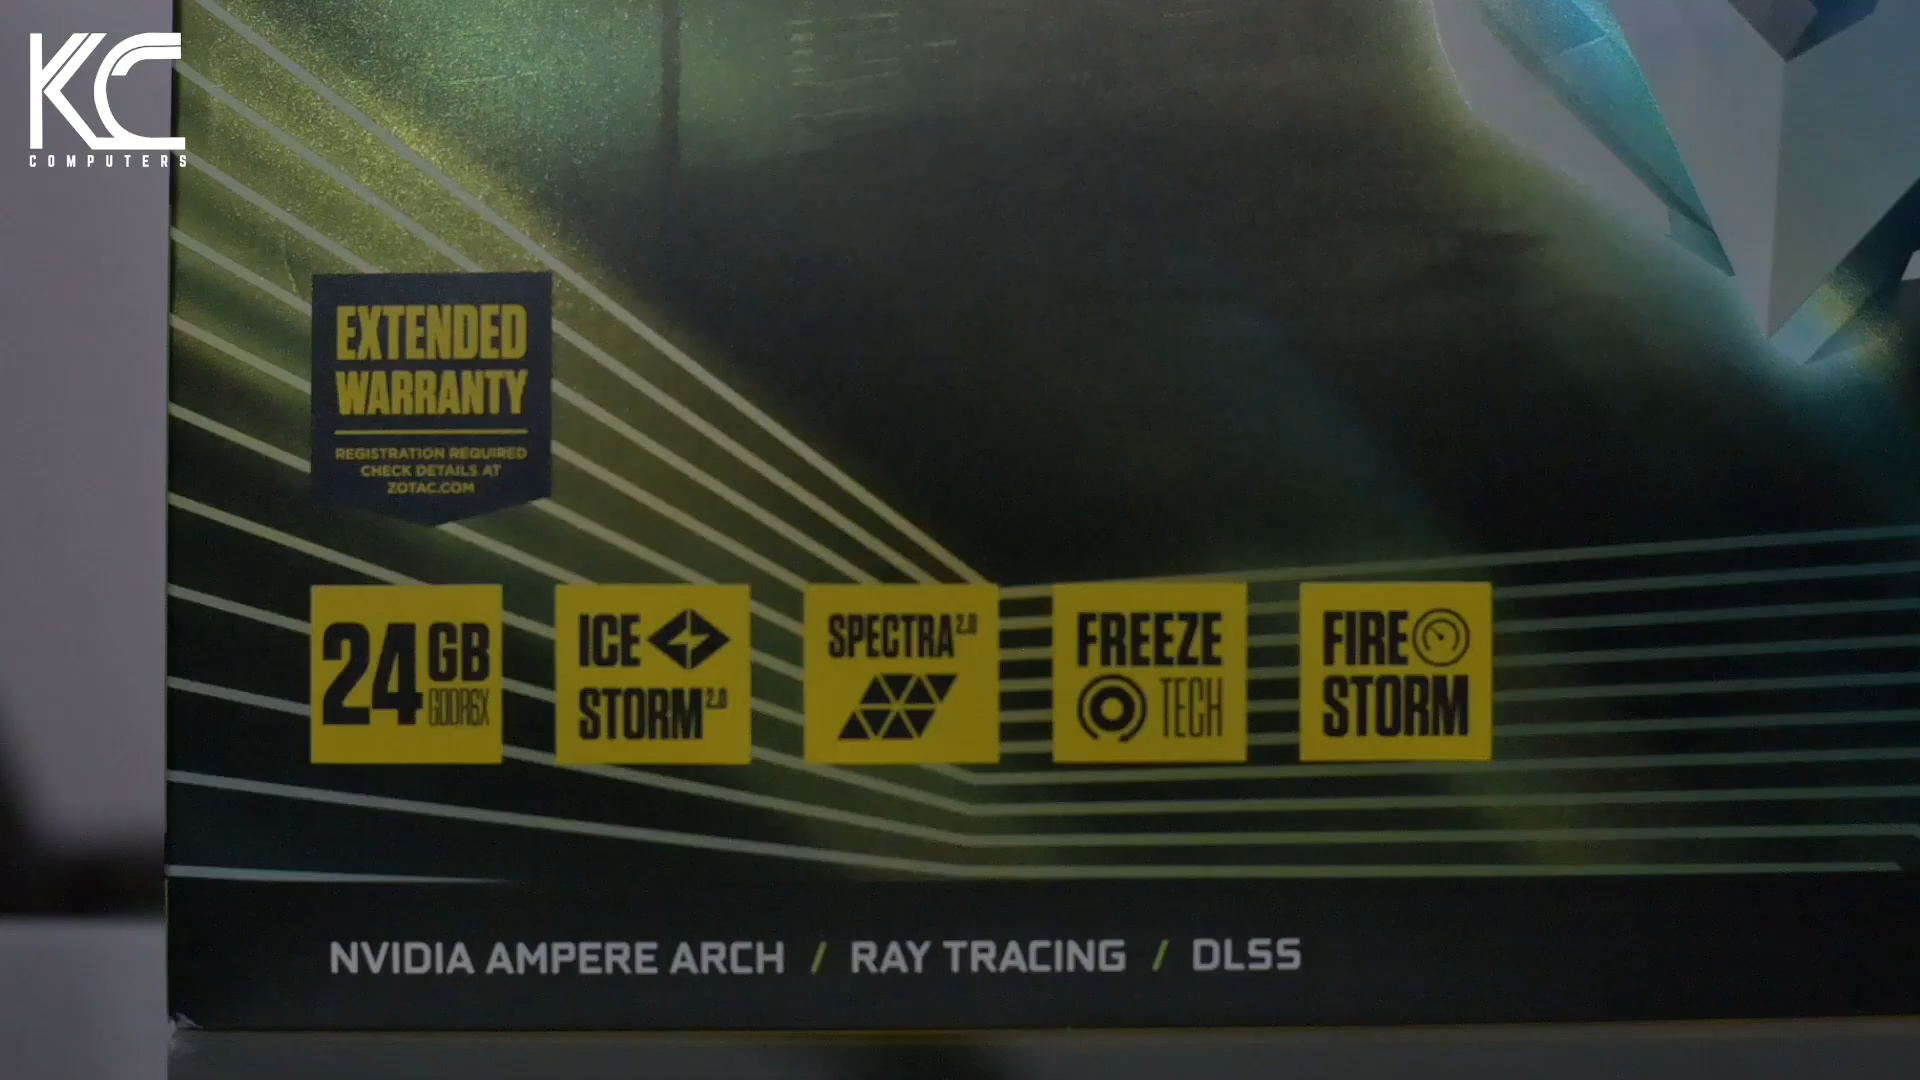 KC
COMPUTERS
EXTENDED
WARRANTY
REGISTRATION REQUIRED
CHECK DETAILS AT
ZOTAC.COM
24 GB
GDDR6X
ICE
STORM 2.0
SPECTRA 2.0
FREEZE
TECH
FIRE
STORM
NVIDIA AMPERE ARCH / RAY TRACING / DLSS